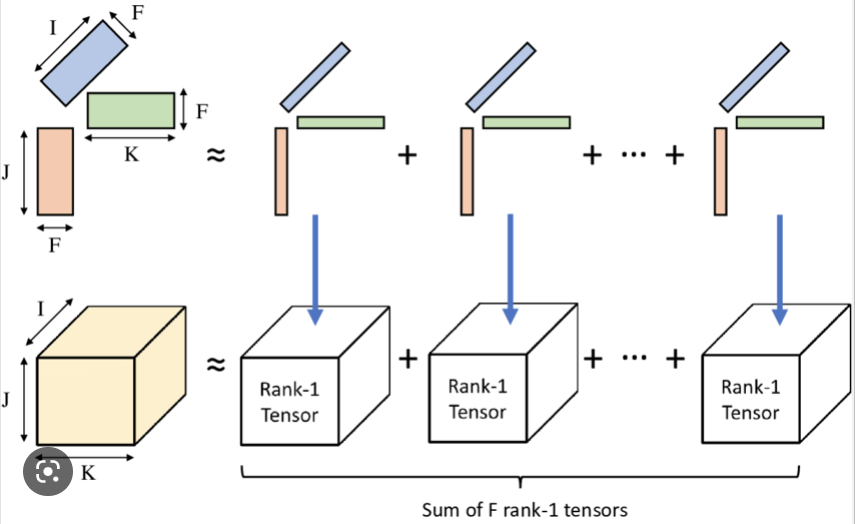 I
F
F
K
J
F
≈
+
+ ... +
I
J
K
≈
Rank-1
Tensor
+
Rank-1
Tensor
+ ... +
Rank-1
Tensor
Sum of F rank-1 tensors